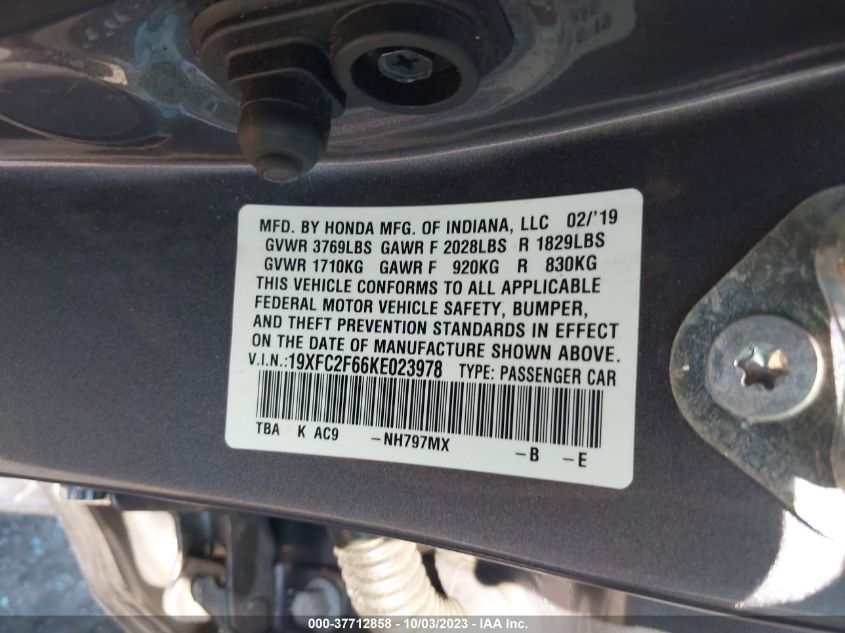 MFD. BY HONDA MFG. OF INDIANA, LLC 02/'19
GVWR 3769LBS GAWR F 2028LBS R 1829LBS
GVWR 1710KG GAWR F 920KG R 830KG
THIS VEHICLE CONFORMS TO ALL APPLICABLE
FEDERAL MOTOR VEHICLE SAFETY, BUMPER,
AND THEFT PREVENTION STANDARDS IN EFFECT
ON THE DATE OF MANUFACTURE SHOWN ABOVE.
V.I.N.:19XFC2F66KE023978 TYPE: PASSENGER CAR
TBA K AC9 -NH797MX -B -E
000-37712858 - 10/03/2023 - IAA Inc.